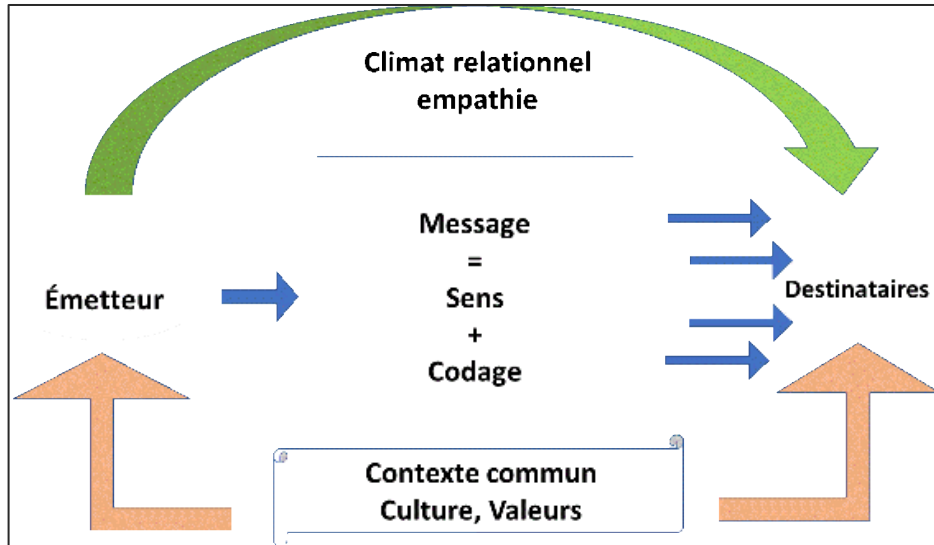 Climat relationnel
empathie
Message
=
Sens
+
Codage
Émetteur
Destinataires
Contexte commun
Culture, Valeurs